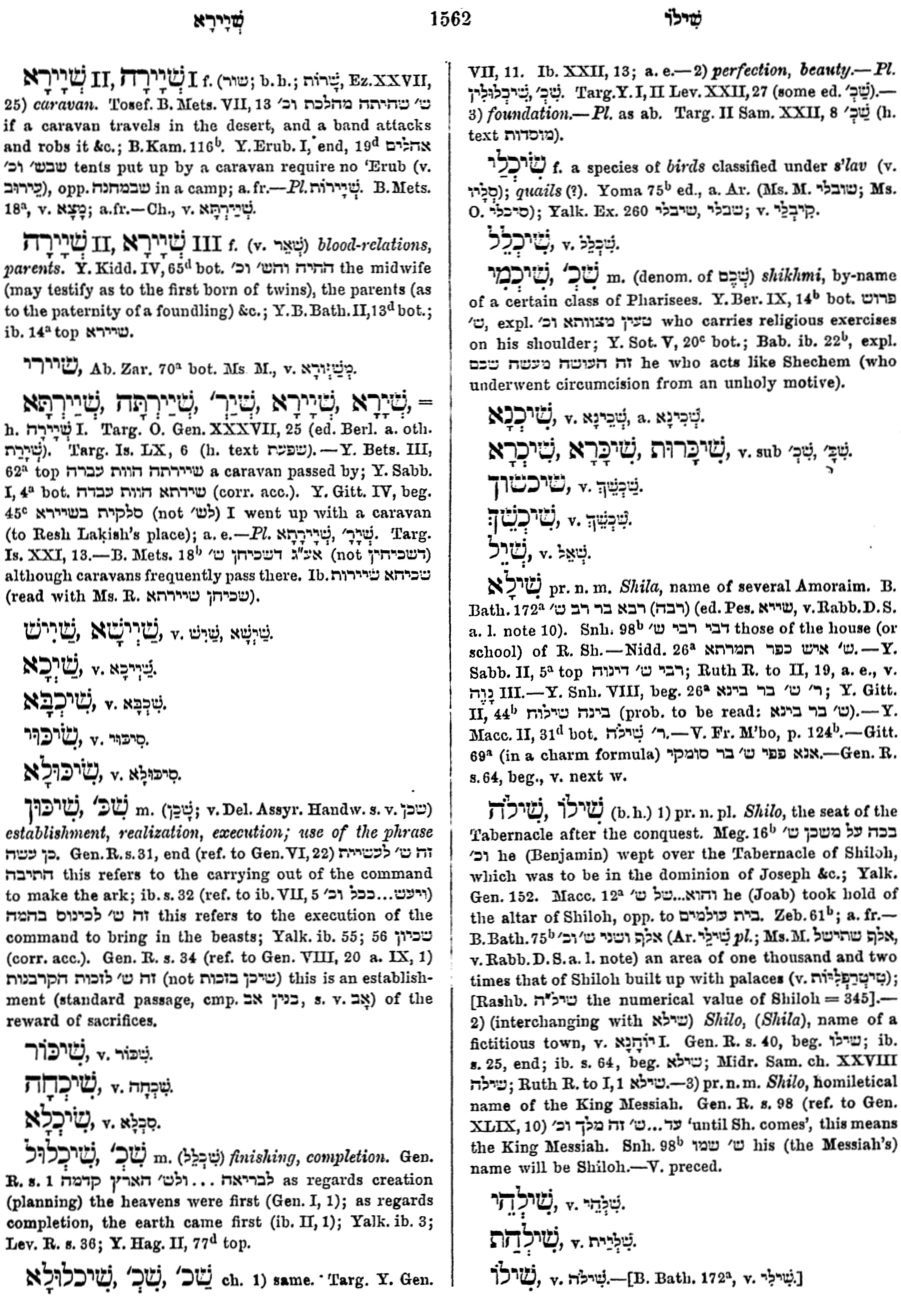 שְׁיָירָא 1562 שִׁילוֹ
שְׁיָירָא II, שְׁיָירָה I f. (שור; b. h.; שָׁרוֹת, Ez. XXVII,
25) caravan. Tosef. B. Mets. VII, 13 ש׳ שהיתה מהלכת וכ׳
if a caravan travels in the desert, and a band attacks
and robs it &c.; B. Kam. 116ᵇ. Y. Erub. I, end, 19ᵈ אהלים
שבש׳ וכ׳ tents put up by a caravan require no ‘Erub (v.
עֵירוּב), opp. שבמחנה in a camp; a. fr.—Pl. שְׁיָירוֹת. B. Mets.
18ᵃ, v. מָצָא; a. fr.—Ch., v. שְׁיַירְתָּא.
שְׁיָירָה II, שְׁיָירָא III f. (v. שְׁאֵר) blood-relations,
parents. Y. Kidd. IV, 65ᵈ bot. החיה והש׳ וכ׳ the midwife
(may testify as to the first born of twins), the parents (as
to the paternity of a foundling) &c.; Y. B. Bath. II, 13ᵈ bot.;
ib. 14ᵃ top שיירא.
שיירי, Ab. Zar. 70ᵃ bot. Ms. M., v.
שְׁיָרָא, שְׁיָירָא, שְׁיַר׳, שְׁיַירְתָּה, שְׁיַירְתָּא, =
h. שְׁיָירָה I. Targ. O. Gen. XXXVII, 25 (ed. Berl. a. oth.
שְׁיָרַת). Targ. Is. LX, 6 (h. text שפעת).—Y. Bets. III,
62ᵃ top שיירתה הוות עברה a caravan passed by; Y. Sabb.
I, 4ᵃ bot. שירתא הוות עבדה (corr. acc.). Y. Gitt. IV, beg.
45ᶜ סלקית בשיירא (not לש׳) I went up with a caravan
(to Resh Laḳish's place); a. e.—Pl. שְׁיָירָתָא, שְׁיָר׳. Targ.
Is. XXI, 13.—B. Mets. 18ᵇ אע״ג דשכיחן ש׳ (not דשכיחין)
although caravans frequently pass there. Ib. שכיחא שיירות
(read with Ms. R. שכיחן שיירתא).
שַׁיִישׁ, שַׁיְישָׁא, v. שַׁיִשׁ, שַׁיְשָׁא.
שַׁיְכָא, v. שַׁיְיכָא.
שִׁיכְבָּא, v. שִׁכְבָּא.
שִׂיכּוּי, v. סִיכּוּי.
שִׂיכּוּלָא, v. סִיכּוּלָא.
שִׁיכּוּן, שִׁכּ׳ m. (שָׁכַן; v. Del. Assyr. Handw. s. v. שכן)
establishment, realization, execution; use of the phrase
כן עשה. Gen. R. s. 31, end (ref. to Gen. VI, 22) זה ש׳ לעשיית
התיבה this refers to the carrying out of the command
to make the ark; ib. s. 32 (ref. to ib. VII, 5 ויעש...ככל וכ׳)
זה ש׳ לכינוס בהמה this refers to the execution of the
command to bring in the beasts; Yalk. ib. 55; 56 שכיון
(corr. acc.). Gen. R. s. 34 (ref. to Gen. VIII, 20 a. IX, 1)
זה ש׳ לזכות הקרבנות (not שיכן בזכות) this is an establish-
ment (standard passage, cmp. בנין אב, s. v. אָב) of the
reward of sacrifices.
שִׁיכּוֹר, v. שִׁכּוֹר.
שִׁיכְחָה, v. שִׁכְחָה.
שִׂיכְלָא, v. סִכְלָא.
שִׁיכְלוּל, שִׁכְ׳ m. (שַׁכְלֵל) finishing, completion. Gen.
R. s. 1 לבריאה ... ולש׳ הארץ קדמה as regards creation
(planning) the heavens were first (Gen. I, 1); as regards
completion, the earth came first (ib. II, 1); Yalk. ib. 3;
Lev. R. s. 36; Y. Hag. II, 77ᵈ top.
שִׁיכלוּלָא, שִׁכְ׳, שַׁכ׳ ch. 1) same. Targ. Y. Gen.
VII, 11. Ib. XXII, 13; a. e.—2) perfection, beauty.—Pl.
שִׁיכְלוּלִין, שִׁכְ׳. Targ. Y. I, II Lev. XXII, 27 (some ed. שַׁכְ׳).—
3) foundation.—Pl. as ab. Targ. II Sam. XXII, 8 שַׁכְ׳ (h.
text מוסדות).
שִׂיכְלִי f. a species of birds classified under s'lav (v.
סְלָיו); quails (?). Yoma 75ᵇ ed., a. Ar. (Ms. M. שובלי; Ms.
O. סיכלי); Yalk. Ex. 260 שבלי, שיבלי; v. קִיבְלַי.
שִׁיכְלֵל, v. שַׁכְלֵל.
שִׁיכְמִי, שִׁכְ׳ m. (denom. of שְׁכֶם) shikhmi, by-name
of a certain class of Pharisees. Y. Ber. IX, 14ᵇ bot. פרוש
ש׳, expl. טעין מצוותא וכ׳ who carries religious exercises
on his shoulder; Y. Sot. V, 20ᶜ bot.; Bab. ib. 22ᵇ, expl.
זה העושה מעשה שכם he who acts like Shechem (who
underwent circumcision from an unholy motive).
שִׁיכְנָא, v. שְׁכִינָא, a. שְׁכֵינָא.
שִׁיכְרָא, שִׁיכָּרָא, שִׁיכָּרוּת, v. sub שִׁכְ׳, שִׁכָּ׳.
שיכשוך, v. שִׁכְשֵׁךְ.
שִׁיכְשֵׁךְ, v. שִׁכְשֵׁךְ.
שְׁיֵל, v. שְׁאֵל.
שִׁילָא pr. n. m. Shila, name of several Amoraim. B.
Bath. 172ᵃ רבא בר רב ש׳ (רבה) (ed. Pes. שייא, v. Rabb. D. S.
a. l. note 10). Snh. 98ᵇ דבי רבי ש׳ those of the house (or
school) of R. Sh.—Nidd. 26ᵃ ש׳ איש כפר תמרתא.—Y.
Sabb. II, 5ᵃ top רבי ש׳ דינוה; Ruth R. to II, 19, a. e., v.
נָוֶה III.—Y. Snh. VIII, beg. 26ᵃ ר׳ ש׳ בר בינא; Y. Gitt.
II, 44ᵇ בינה שילוח (prob. to be read: ש׳ בר בינא).—Y.
Macc. II, 31ᵈ bot. ר׳ שִׁילֹה.—V. Fr. M'bo, p. 124ᵇ.—Gitt.
69ᵃ (in a charm formula) אנא פפי ש׳ בר סומקי.—Gen. R.
s. 64, beg., v. next w.
שִׁילֹה, שִׁילוֹ (b. h.) 1) pr. n. pl. Shilo, the seat of the
Tabernacle after the conquest. Meg. 16ᵇ בכה על משכן ש׳
וכ׳ he (Benjamin) wept over the Tabernacle of Shiloh,
which was to be in the dominion of Joseph &c.; Yalk.
Gen. 152. Macc. 12ᵃ והוא...של ש׳ he (Joab) took hold of
the altar of Shiloh, opp. to בית עולמים. Zeb. 61ᵇ; a. fr.—
B. Bath. 75ᵇ אלף ושני ש׳ וכ׳ (Ar. שִׁילֵי pl.; Ms. M. אלף שתישל,
v. Rabb. D. S. a. l. note) an area of one thousand and two
times that of Shiloh built up with palaces (v. טִיטְרַפְּלִיּוֹת);
[Rashb. שיל״ה the numerical value of Shiloh = 345].—
2) (interchanging with שילא) Shilo, (Shila), name of a
fictitious town, v. יוֹחָנָא I. Gen. R. s. 40, beg. שילו; ib.
s. 25, end; ib. s. 64, beg. שילא; Midr. Sam. ch. XXVIII
שילה; Ruth R. to I, 1 שילא.—3) pr. n. m. Shilo, homiletical
name of the King Messiah. Gen. R. s. 98 (ref. to Gen.
XLIX, 10) עד...ש׳ זה מלך וכ׳ ‘until Sh. comes’, this means
the King Messiah. Snh. 98ᵇ ש׳ שמו his (the Messiah's)
name will be Shiloh.—V. preced.
שִׁילְהֵי, v. שִׁלְהֵי.
שִׁילְהַת, v.
שִׁילוֹ, v. שִׁילֹה.—[B. Bath. 172ᵃ, v. שִׁילֵי.]